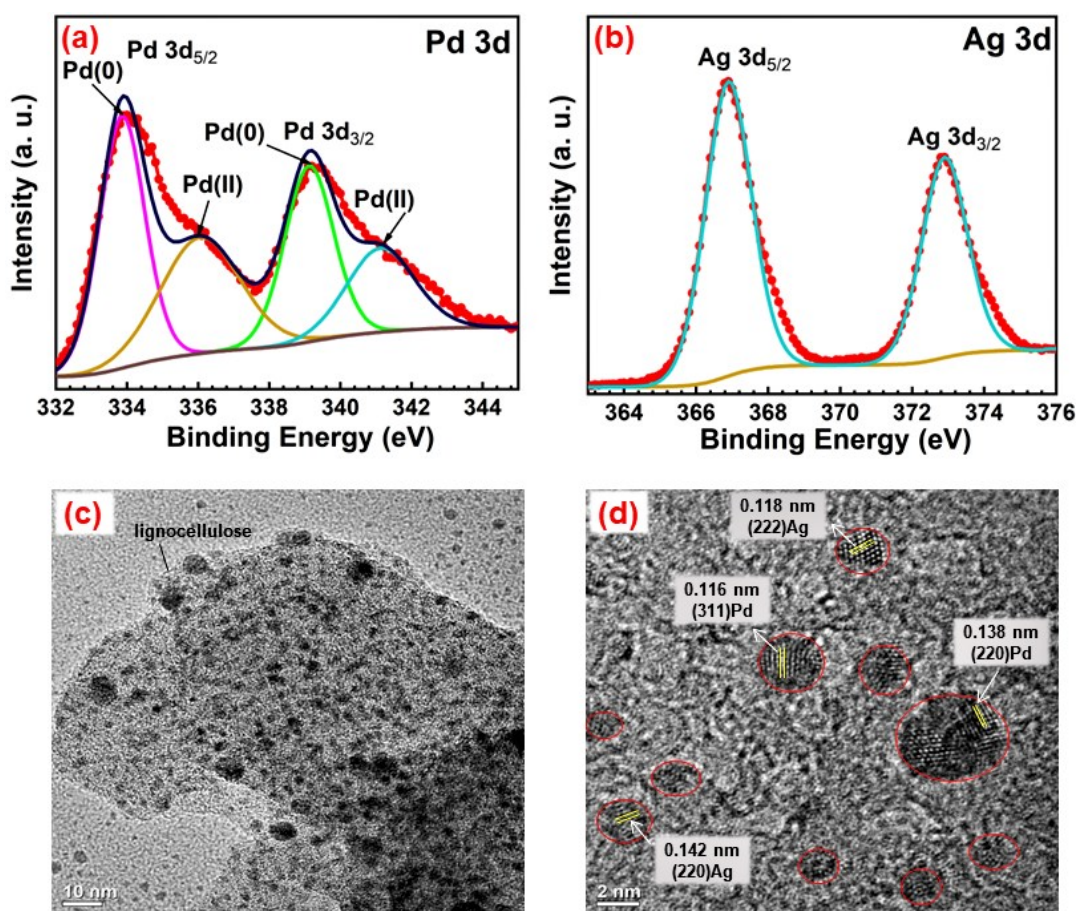 (a)
Pd 3d
Pd 3d5/2
Pd(0)
Pd(II)
Pd(0)
Pd 3d3/2
Pd(II)
Intensity (a. u.)
332 334 336 338 340 342 344
Binding Energy (eV)
(b)
Ag 3d
Ag 3d5/2
Ag 3d3/2
Intensity (a. u.)
364 366 368 370 372 374 376
Binding Energy (eV)
(c)
lignocellulose
10 nm
(d)
0.118 nm
(222)Ag
0.116 nm
(311)Pd
0.138 nm
(220)Pd
0.142 nm
(220)Ag
2 nm